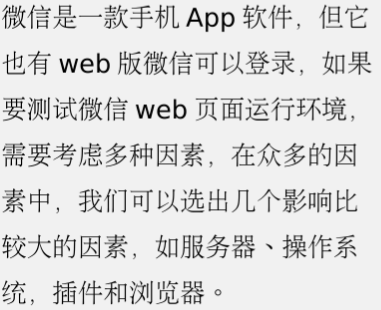 微信是一款手机 App 软件，但它
也有 web 版微信可以登录，如果
要测试微信 web 页面运行环境，
需要考虑多种因素，在众多的因
素中，我们可以选出几个影响比
较大的因素，如服务器、操作系
统，插件和浏览器。